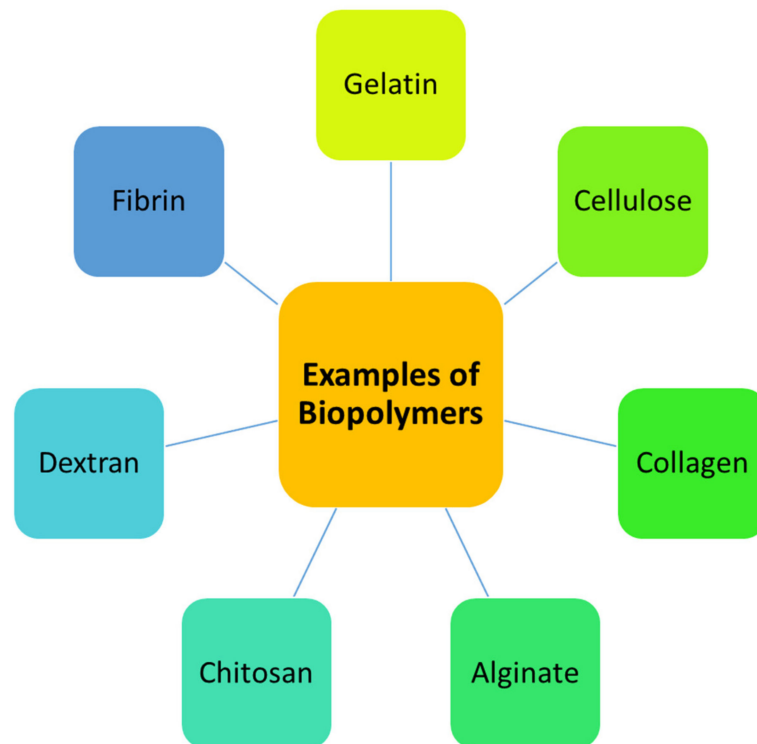 Gelatin
Fibrin
Cellulose
Examples of
Biopolymers
Dextran
Collagen
Chitosan
Alginate